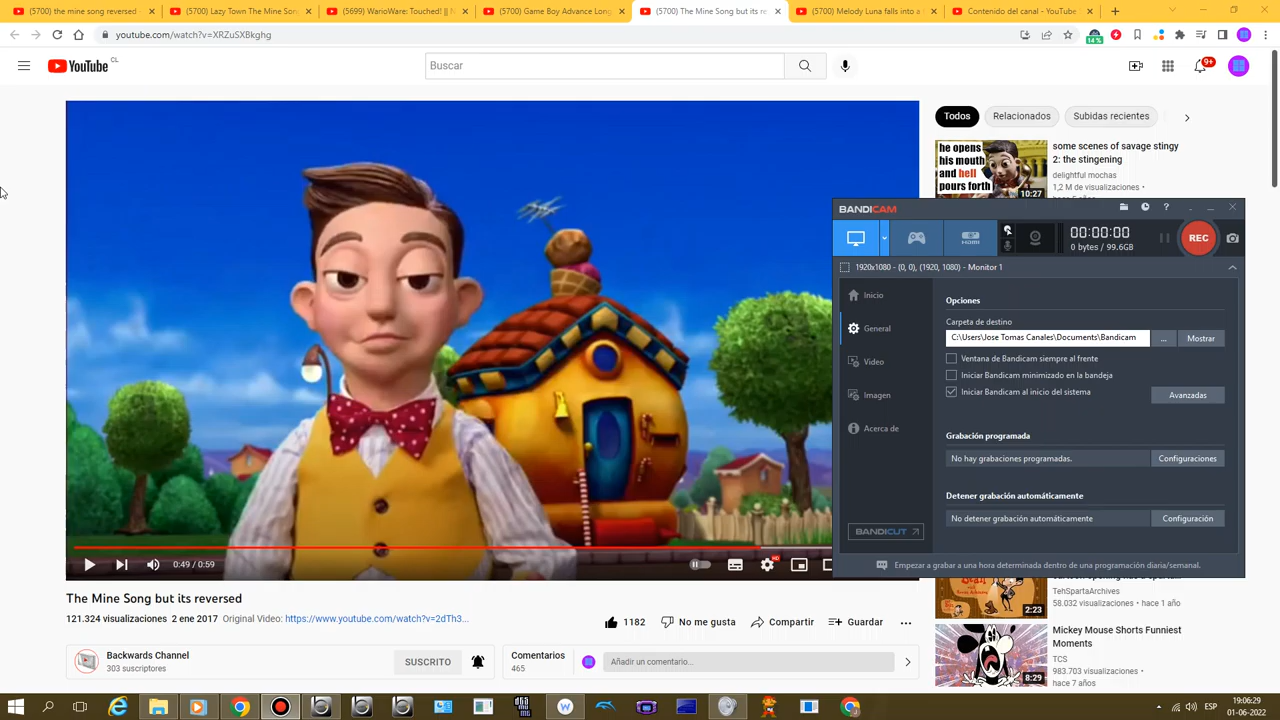 (5700) the mine song reversed
(5700) Lazy Town The Mine Song
(5699) WarioWare: Touched! || N
(5700) Game Boy Advance Long
(5700) The Mine Song but its re
(5700) Melody Luna falls into a
Contenido del canal - YouTube
youtube.com/watch?v=XRZuSXBkghg
14 %
YouTube CL
Buscar
9+
Todos
Relacionados
Subidas recientes
he opens
his mouth
and hell
pours forth
10:27
some scenes of savage stingy
2: the stingening
delightful mochas
1,2 M de visualizaciones •
BANDICAM
HDMI
00:00:00
0 bytes / 99.6GB
REC
1920x1080 - (0, 0), (1920, 1080) - Monitor 1
Inicio
General
Video
Imagen
Acerca de
BANDICUT
Opciones
Carpeta de destino
C:\Users\Jose Tomas Canales\Documents\Bandicam
...
Mostrar
Ventana de Bandicam siempre al frente
Iniciar Bandicam minimizado en la bandeja
Iniciar Bandicam al inicio del sistema
Avanzadas
Grabación programada
No hay grabaciones programadas.
Configuraciones
Detener grabación automáticamente
No detener grabación automáticamente
Configuración
Empezar a grabar a una hora determinada dentro de una programación diaria/semanal.
0:49 / 0:59
HD
The Mine Song but its reversed
121.324 visualizaciones 2 ene 2017 Original Video: https://www.youtube.com/watch?v=2dTh3...
1182
No me gusta
Compartir
Guardar
Backwards Channel
303 suscriptores
SUSCRITO
Comentarios
465
Añadir un comentario...
TehSpartaArchives
58.032 visualizaciones • hace 1 año
2:23
Mickey Mouse Shorts Funniest
Moments
TCS
983.703 visualizaciones •
hace 7 años
8:29
ESP
19:06:29
01-06-2022